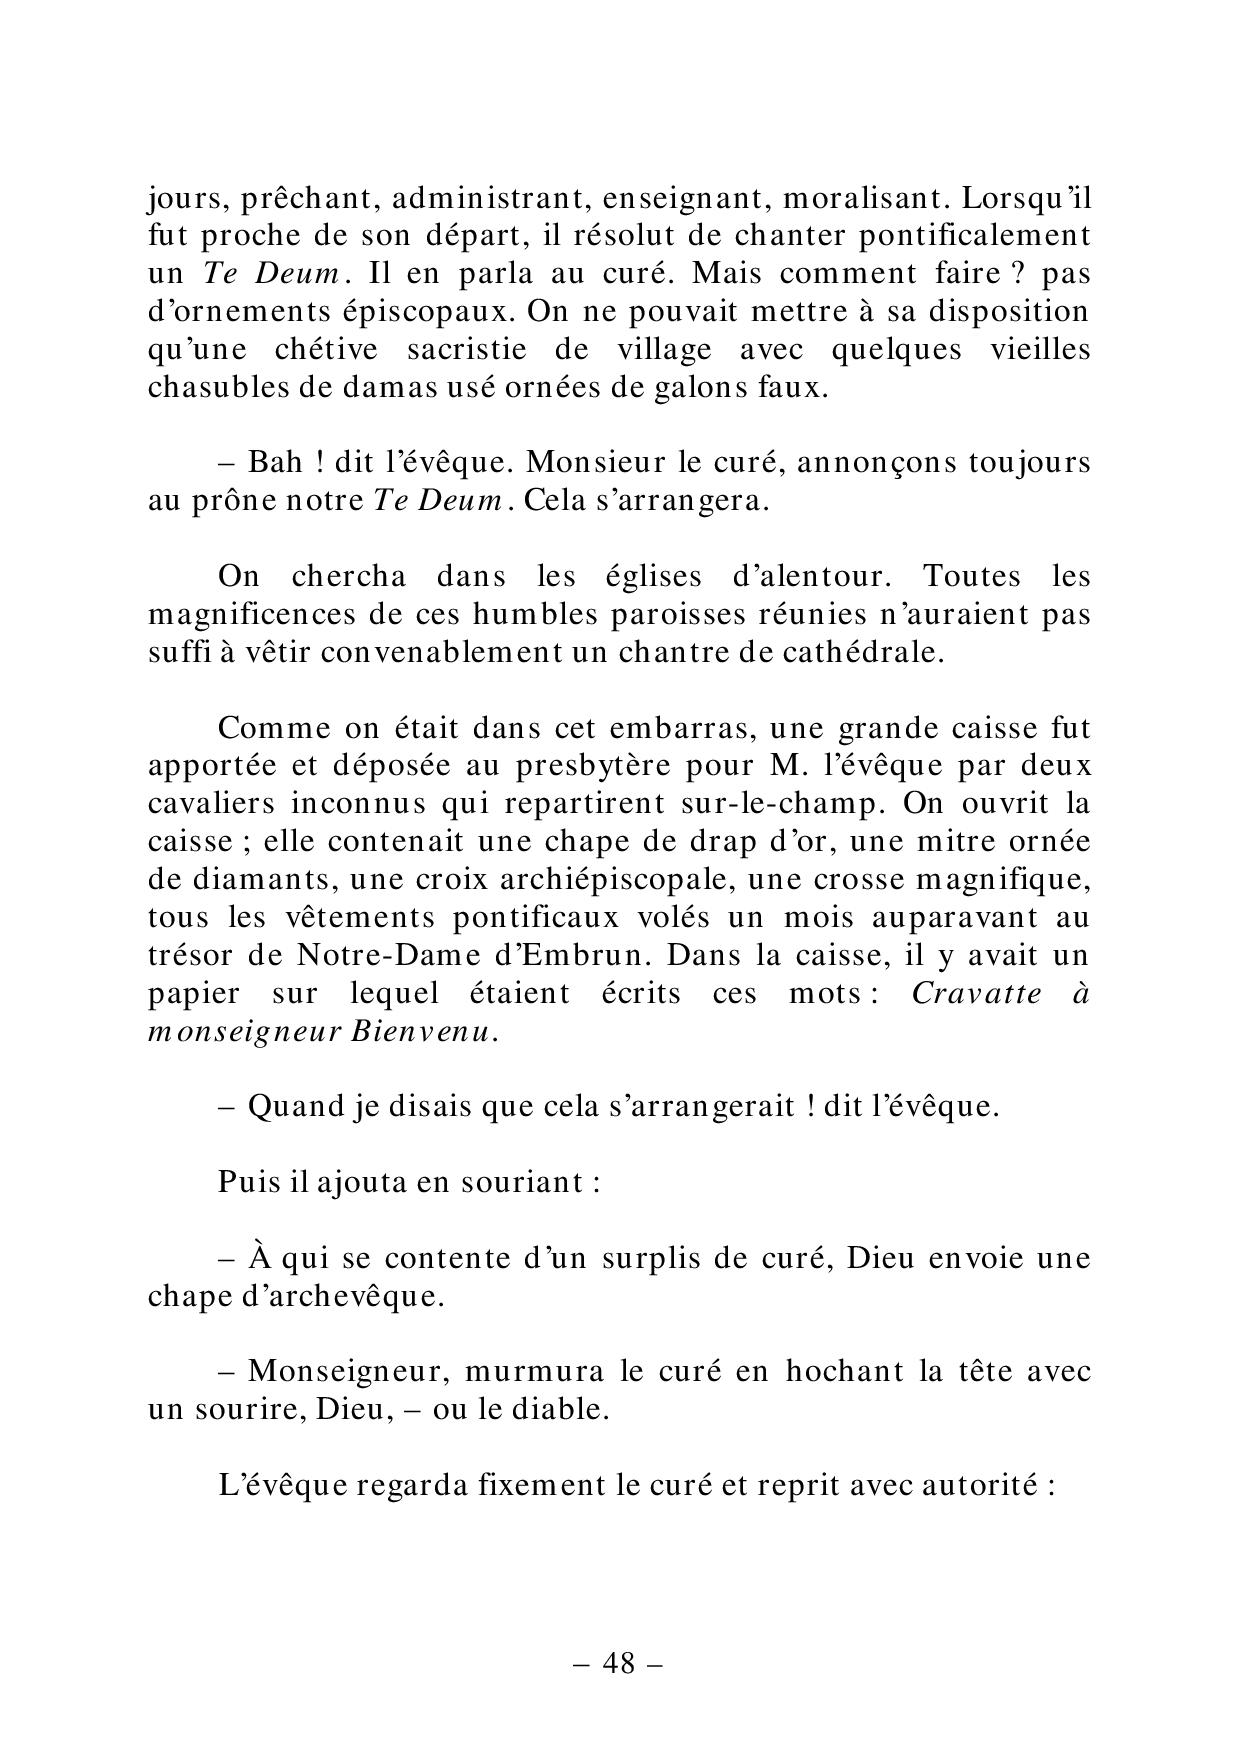 jours, prêchant, administrant, enseignant, moralisant. Lorsqu’il
fut proche de son départ, il résolut de chanter pontificalement
un Te Deum. Il en parla au curé. Mais comment faire ? pas
d’ornements épiscopaux. On ne pouvait mettre à sa disposition
qu’une chétive sacristie de village avec quelques vieilles
chasubles de damas usé ornées de galons faux.
– Bah ! dit l’évêque. Monsieur le curé, annonçons toujours
au prône notre Te Deum. Cela s’arrangera.
On chercha dans les églises d’alentour. Toutes les
magnificences de ces humbles paroisses réunies n’auraient pas
suffi à vêtir convenablement un chantre de cathédrale.
Comme on était dans cet embarras, une grande caisse fut
apportée et déposée au presbytère pour M. l’évêque par deux
cavaliers inconnus qui repartirent sur-le-champ. On ouvrit la
caisse ; elle contenait une chape de drap d’or, une mitre ornée
de diamants, une croix archiépiscopale, une crosse magnifique,
tous les vêtements pontificaux volés un mois auparavant au
trésor de Notre-Dame d’Embrun. Dans la caisse, il y avait un
papier sur lequel étaient écrits ces mots : Cravatte à
monseigneur Bienvenu.
– Quand je disais que cela s’arrangerait ! dit l’évêque.
Puis il ajouta en souriant :
– À qui se contente d’un surplis de curé, Dieu envoie une
chape d’archevêque.
– Monseigneur, murmura le curé en hochant la tête avec
un sourire, Dieu, – ou le diable.
L’évêque regarda fixement le curé et reprit avec autorité :
– 48 –